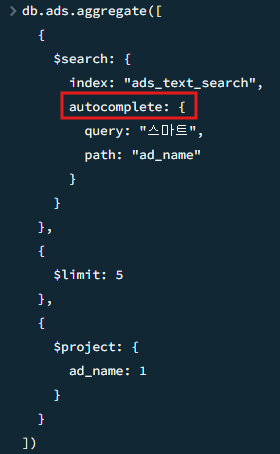 > db.ads.aggregate([
{
$search: {
index: "ads_text_search",
autocomplete: {
query: "스마트",
path: "ad_name"
}
}
},
{
$limit: 5
},
{
$project: {
ad_name: 1
}
}
])